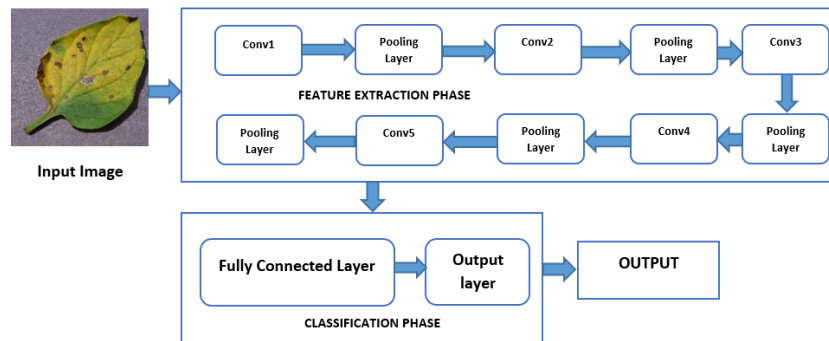 Conv1
Pooling
Layer
Conv2
Pooling
Layer
Conv3
FEATURE EXTRACTION PHASE
Pooling
Layer
Conv5
Pooling
Layer
Conv4
Pooling
Layer
Input Image
Fully Connected Layer
Output
layer
OUTPUT
CLASSIFICATION PHASE